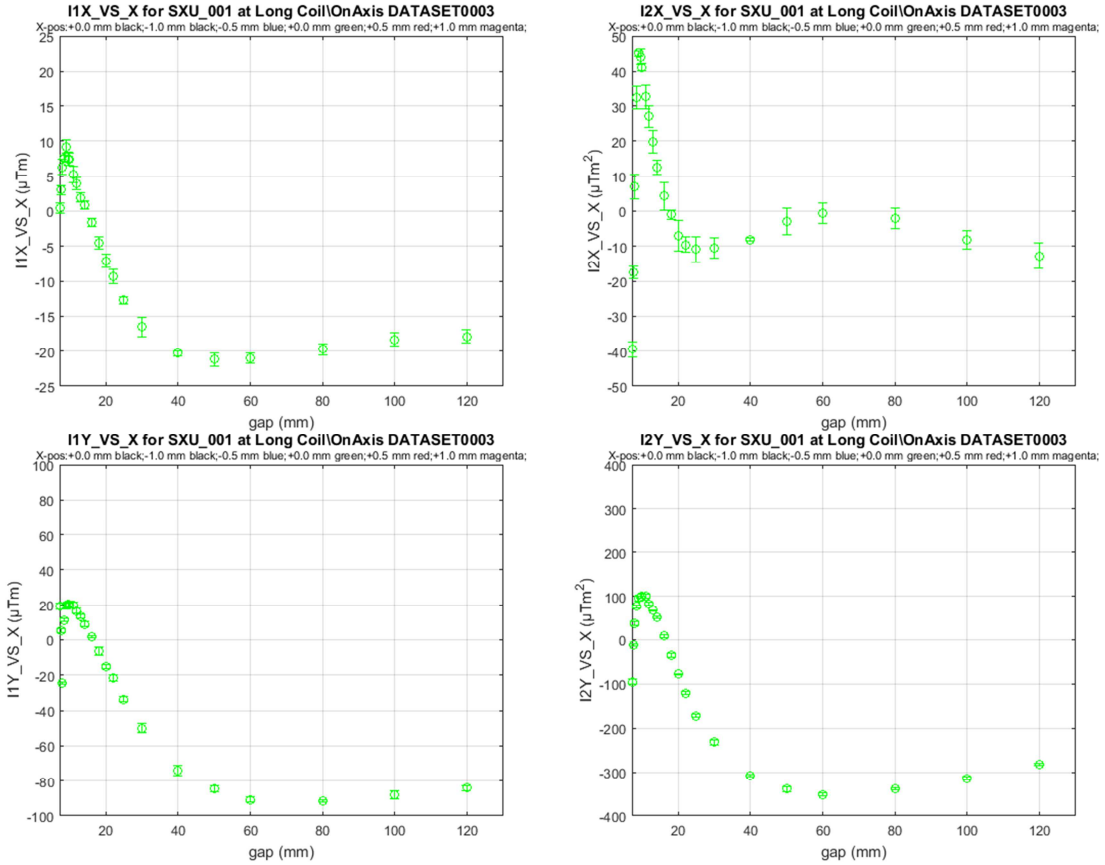 I1X_VS_X for SXU_001 at Long Coil\OnAxis DATASET0003
X-pos:+0.0 mm black;-1.0 mm black;-0.5 mm blue;+0.0 mm green;+0.5 mm red;+1.0 mm magenta;
25
20
15
10
5
0
-5
-10
-15
-20
-25
I1X_VS_X (μTm)
20 40 60 80 100 120
gap (mm)
I2X_VS_X for SXU_001 at Long Coil\OnAxis DATASET0003
X-pos:+0.0 mm black;-1.0 mm black;-0.5 mm blue;+0.0 mm green;+0.5 mm red;+1.0 mm magenta;
50
40
30
20
10
0
-10
-20
-30
-40
-50
I2X_VS_X (μTm²)
20 40 60 80 100 120
gap (mm)
I1Y_VS_X for SXU_001 at Long Coil\OnAxis DATASET0003
X-pos:+0.0 mm black;-1.0 mm black;-0.5 mm blue;+0.0 mm green;+0.5 mm red;+1.0 mm magenta;
100
80
60
40
20
0
-20
-40
-60
-80
-100
I1Y_VS_X (μTm)
20 40 60 80 100 120
gap (mm)
I2Y_VS_X for SXU_001 at Long Coil\OnAxis DATASET0003
X-pos:+0.0 mm black;-1.0 mm black;-0.5 mm blue;+0.0 mm green;+0.5 mm red;+1.0 mm magenta;
400
300
200
100
0
-100
-200
-300
-400
I2Y_VS_X (μTm²)
20 40 60 80 100 120
gap (mm)